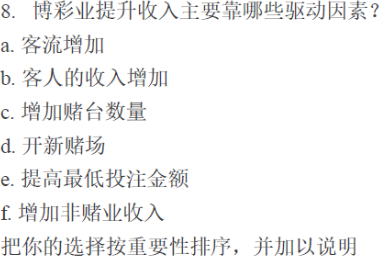 8. 博彩业提升收入主要靠哪些驱动因素？
a. 客流增加
b. 客人的收入增加
c. 增加赌台数量
d. 开新赌场
e. 提高最低投注金额
f. 增加非赌业收入
把你的选择按重要性排序，并加以说明